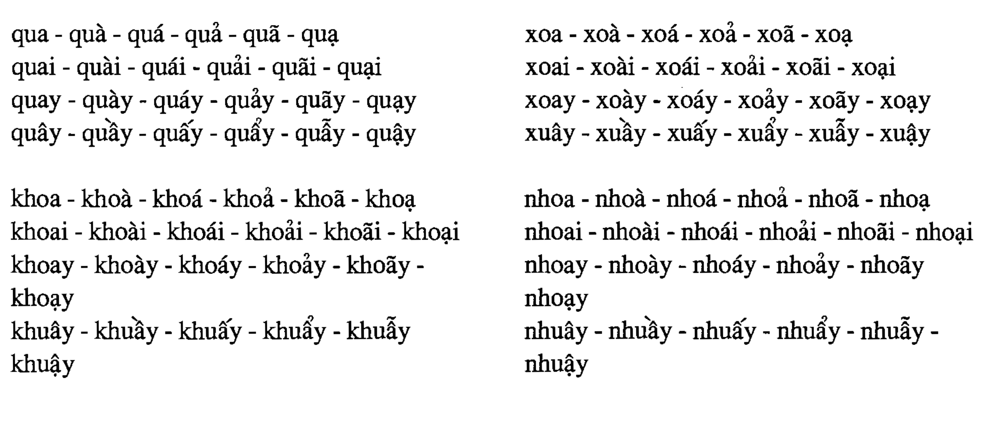 qua - quà - quá - quả - quã - quạ
quai - quài - quái - quải - quãi - quại
quay - quày - quáy - quảy - quãy - quạy
quây - quầy - quấy - quẩy - quẫy - quậy
khoa - khoà - khoá - khoả - khoã - khoạ
khoai - khoài - khoái - khoải - khoãi - khoại
khoay - khoày - khoáy - khoảy - khoãy -
khoạy
khuây - khuầy - khuấy - khuẩy - khuẫy
khuậy
xoa - xoà - xoá - xoả - xoã - xoạ
xoai - xoài - xoái - xoải - xoãi - xoại
xoay - xoày - xoáy - xoảy - xoãy - xoạy
xuây - xuầy - xuấy - xuẩy - xuẫy - xuậy
nhoa - nhoà - nhoá - nhoả - nhoã - nhoạ
nhoai - nhoài - nhoái - nhoải - nhoãi - nhoại
nhoay - nhoày - nhoáy - nhoảy - nhoãy
nhoạy
nhuây - nhuầy - nhuấy - nhuẩy - nhuẫy -
nhuậy